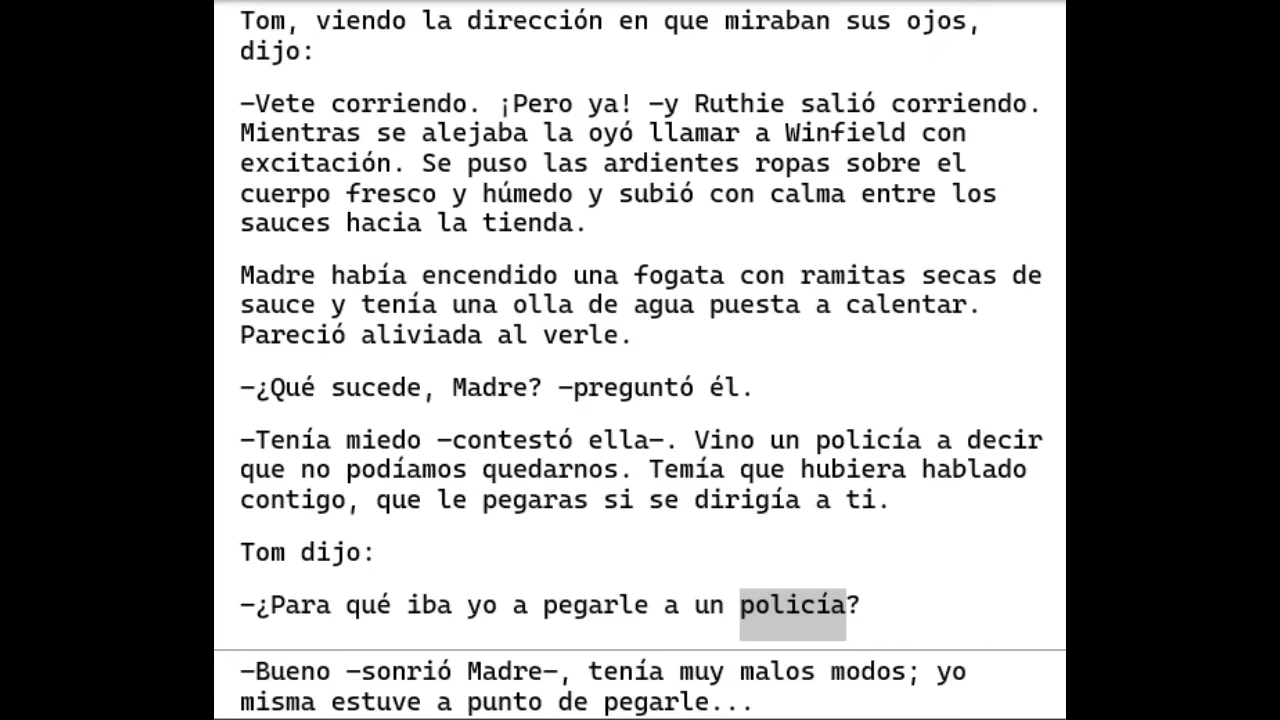 Tom, viendo la dirección en que miraban sus ojos,
dijo:
—Vete corriendo. ¡Pero ya! —y Ruthie salió corriendo.
Mientras se alejaba la oyó llamar a Winfield con
excitación. Se puso las ardientes ropas sobre el
cuerpo fresco y húmedo y subió con calma entre los
sauces hacia la tienda.
Madre había encendido una fogata con ramitas secas de
sauce y tenía una olla de agua puesta a calentar.
Pareció aliviada al verle.
—¿Qué sucede, Madre? —preguntó él.
—Tenía miedo —contestó ella—. Vino un policía a decir
que no podíamos quedarnos. Temía que hubiera hablado
contigo, que le pegaras si se dirigía a ti.
Tom dijo:
—¿Para qué iba yo a pegarle a un policía?
—Bueno —sonrió Madre—, tenía muy malos modos; yo
misma estuve a punto de pegarle...